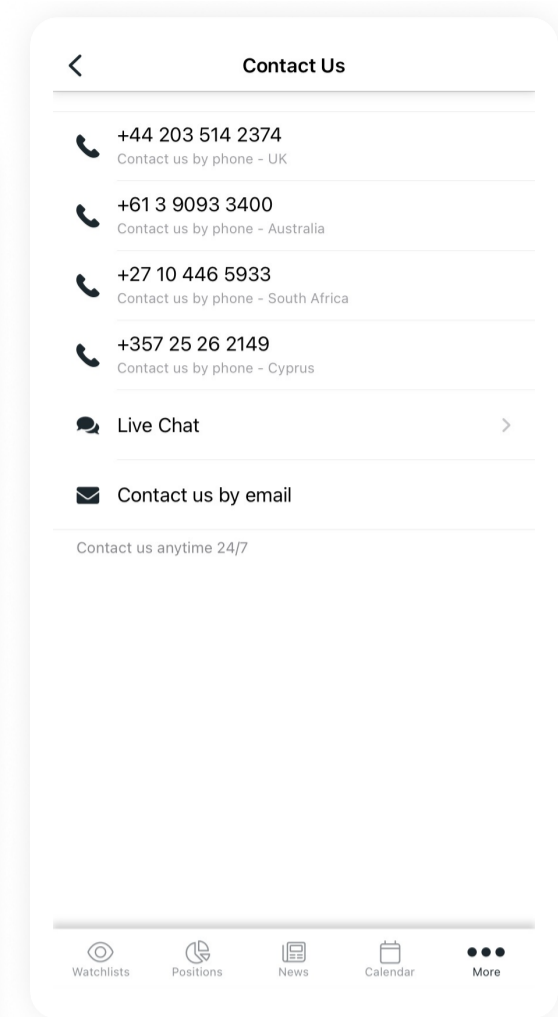 Contact Us
+44 203 514 2374
Contact us by phone - UK
+61 3 9093 3400
Contact us by phone - Australia
+27 10 446 5933
Contact us by phone - South Africa
+357 25 26 2149
Contact us by phone - Cyprus
Live Chat
Contact us by email
Contact us anytime 24/7
Watchlists Positions News Calendar More